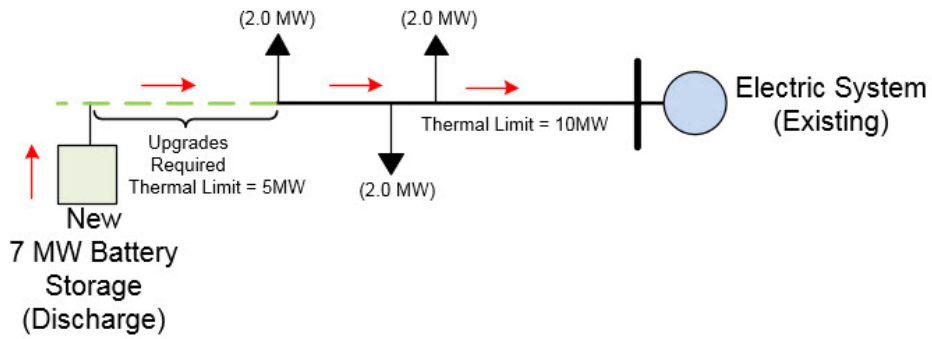 (2.0 MW)
(2.0 MW)
Electric System
(Existing)
Thermal Limit = 10MW
Upgrades
Required
Thermal Limit = 5MW
(2.0 MW)
New
7 MW Battery
Storage
(Discharge)